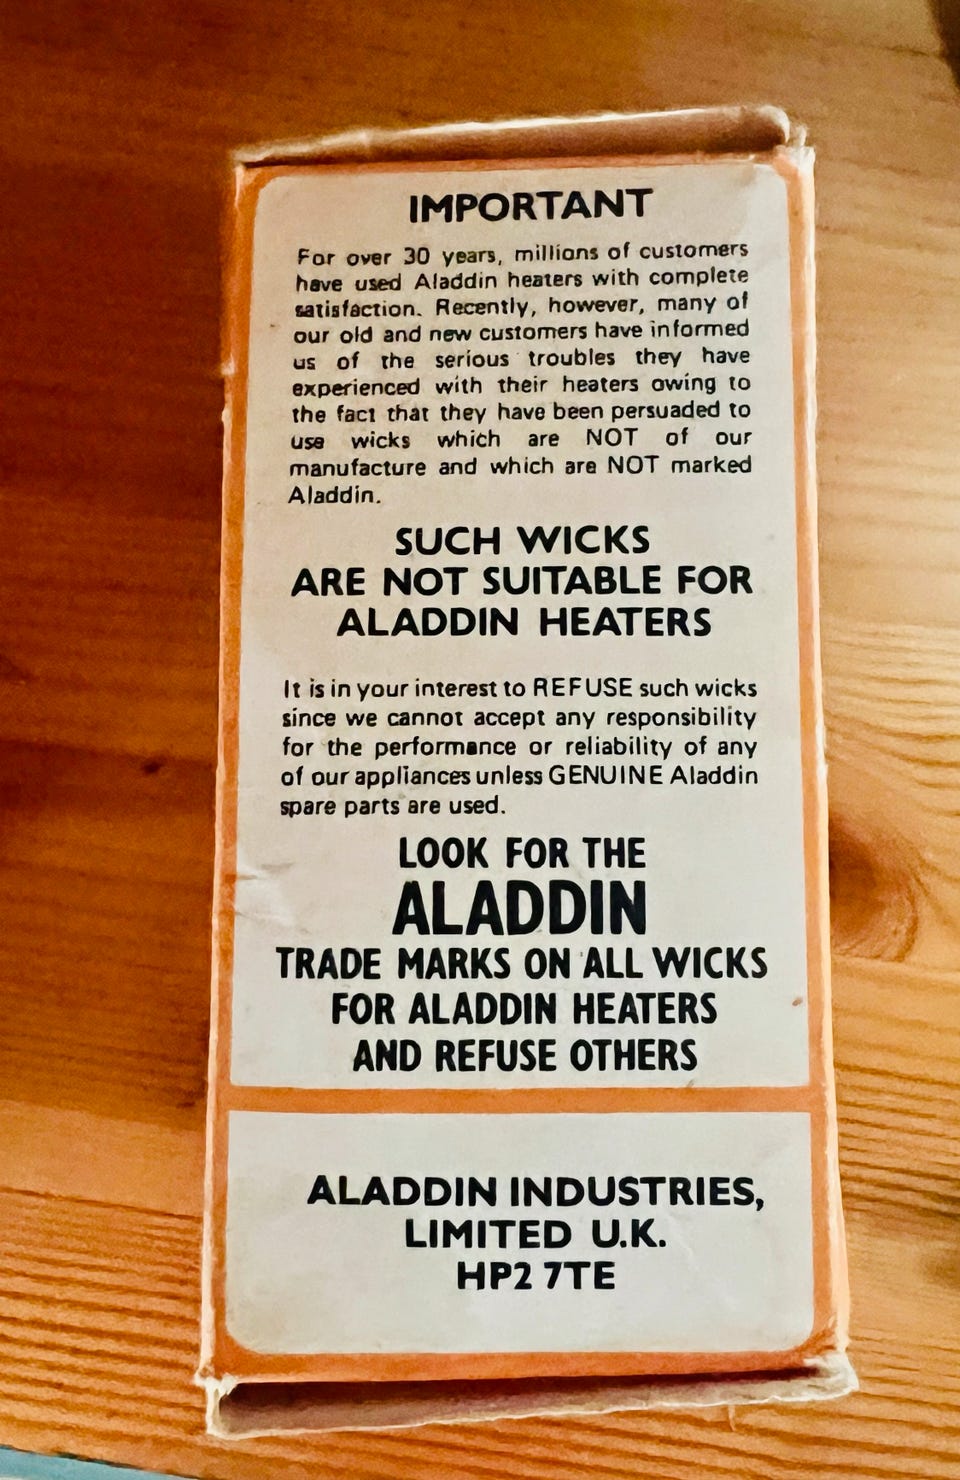 IMPORTANT
For over 30 years, millions of customers
have used Aladdin heaters with complete
satisfaction. Recently, however, many of
our old and new customers have informed
us of the serious troubles they have
experienced with their heaters owing to
the fact that they have been persuaded to
use wicks which are NOT of our
manufacture and which are NOT marked
Aladdin.
SUCH WICKS
ARE NOT SUITABLE FOR
ALADDIN HEATERS
It is in your interest to REFUSE such wicks
since we cannot accept any responsibility
for the performance or reliability of any
of our appliances unless GENUINE Aladdin
spare parts are used.
LOOK FOR THE
ALADDIN
TRADE MARKS ON ALL WICKS
FOR ALADDIN HEATERS
AND REFUSE OTHERS
ALADDIN INDUSTRIES,
LIMITED U.K.
HP2 7TE